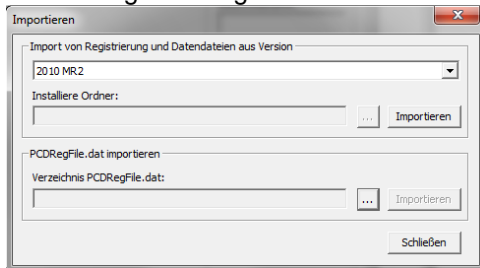 Importieren
Import von Registrierung und Datendateien aus Version
2010 MR2
Installiere Ordner:
... Importieren
PCDRegFile.dat importieren
Verzeichnis PCDRegFile.dat:
... Importieren
Schließen